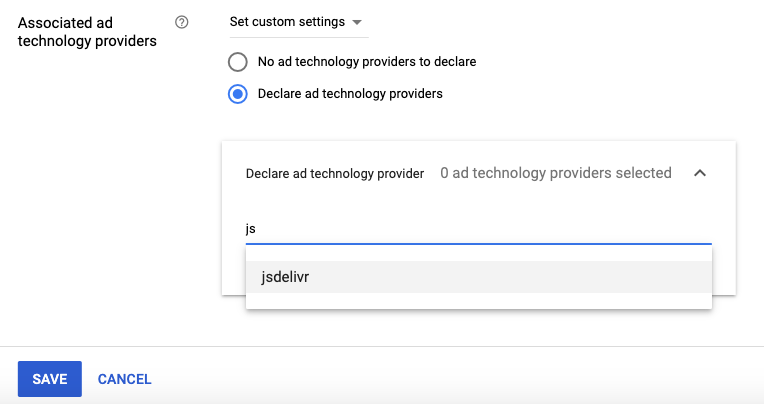 Associated ad
technology providers
Set custom settings
No ad technology providers to declare
Declare ad technology providers
Declare ad technology provider 0 ad technology providers selected
js
jsdelivr
SAVE CANCEL